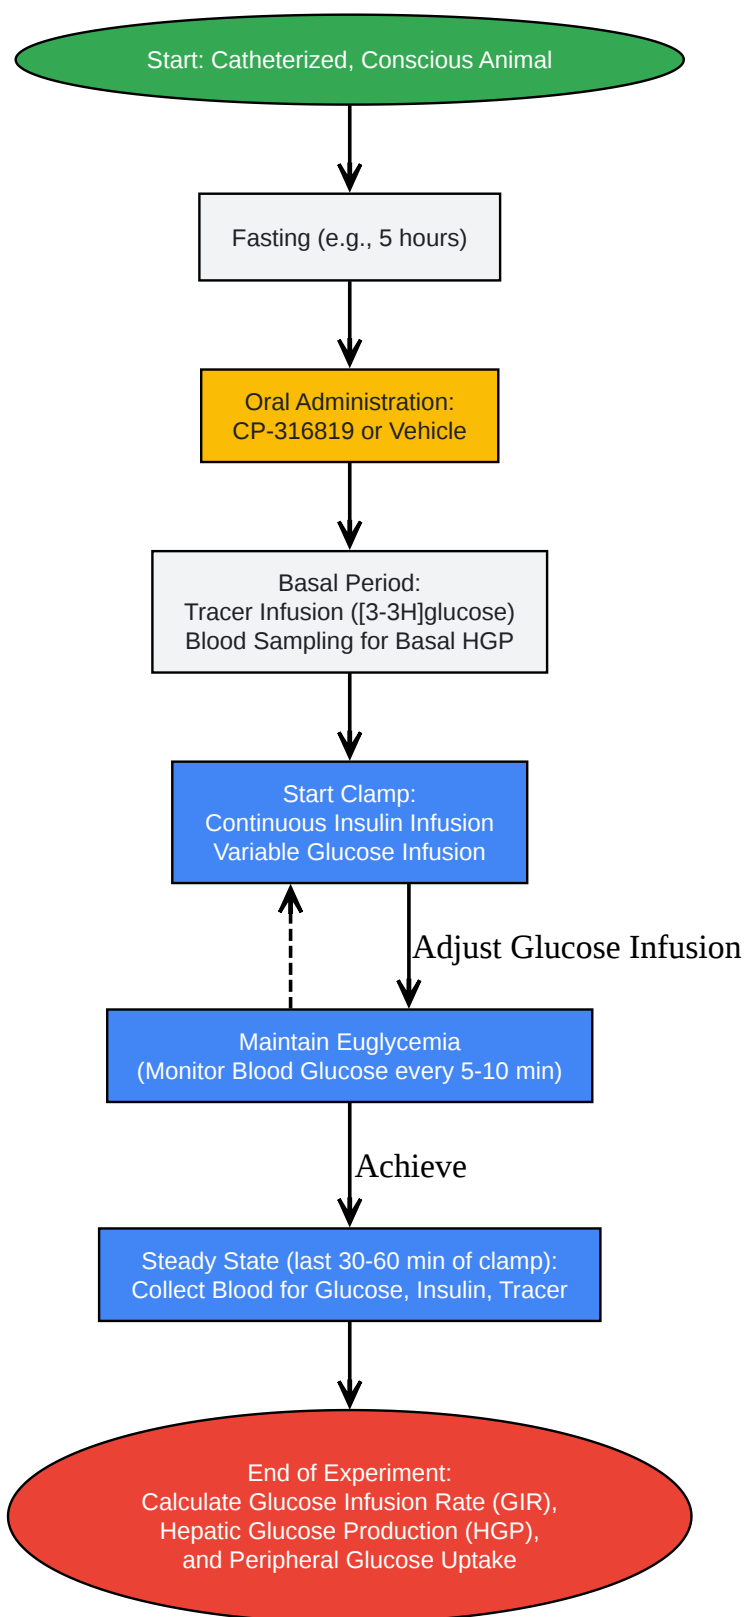 Start: Catheterized, Conscious Animal
Fasting (e.g., 5 hours)
Oral Administration:
CP-316819 or Vehicle
Basal Period:
Tracer Infusion ([3-3H]glucose)
Blood Sampling for Basal HGP
Start Clamp:
Continuous Insulin Infusion
Variable Glucose Infusion
Adjust Glucose Infusion
Maintain Euglycemia
(Monitor Blood Glucose every 5-10 min)
Achieve
Steady State (last 30-60 min of clamp):
Collect Blood for Glucose, Insulin, Tracer
End of Experiment:
Calculate Glucose Infusion Rate (GIR),
Hepatic Glucose Production (HGP),
and Peripheral Glucose Uptake